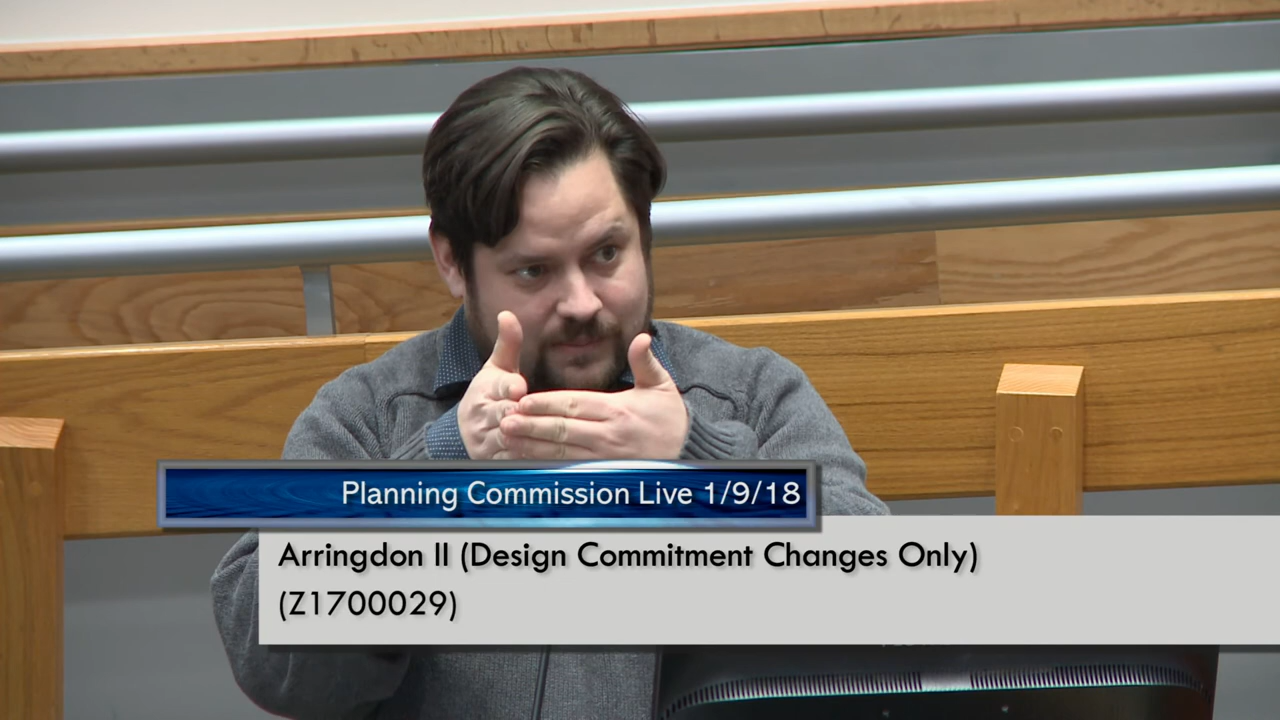 Planning Commission Live 1/9/18
Arringdon II (Design Commitment Changes Only)
(Z1700029)